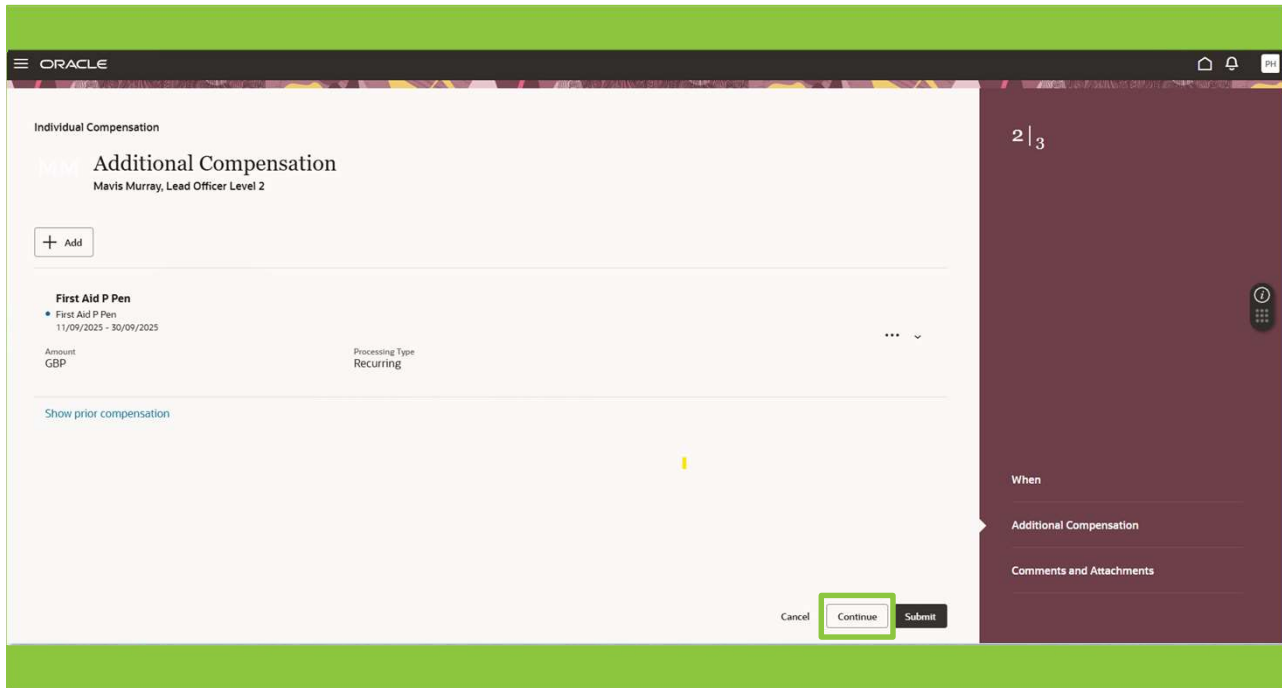 ORACLE
PH
Individual Compensation
MM
Additional Compensation
Mavis Murray, Lead Officer Level 2
+ Add
First Aid P Pen
First Aid P Pen
11/09/2025 - 30/09/2025
Amount
GBP
Processing Type
Recurring
Show prior compensation
Cancel
Continue
Submit
2|3
When
Additional Compensation
Comments and Attachments